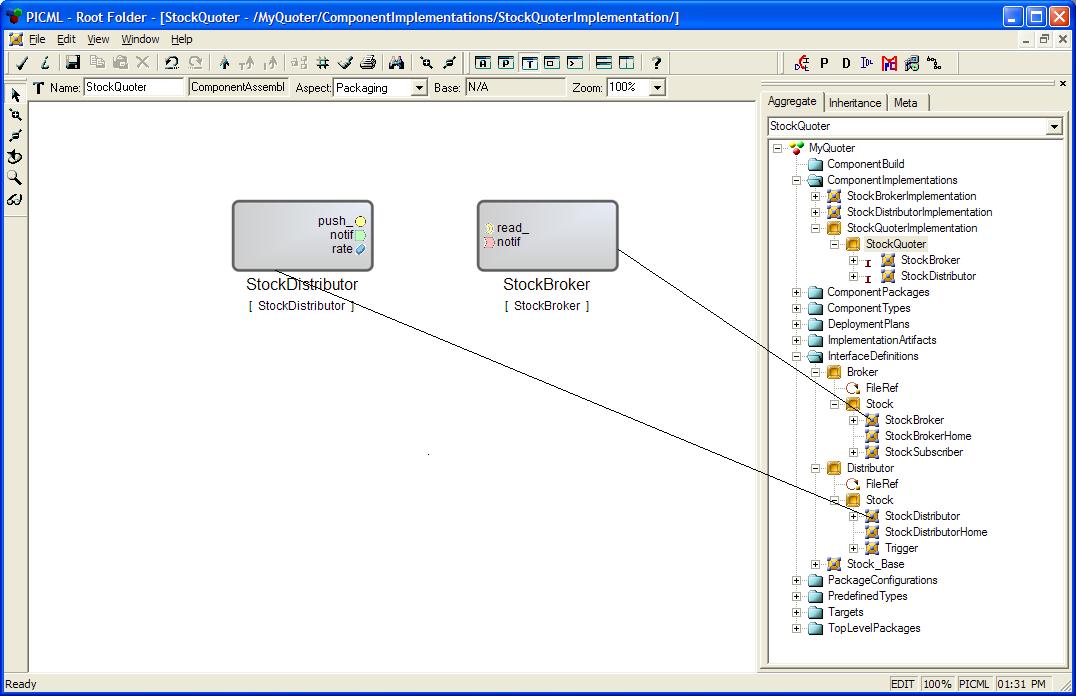 PICML - Root Folder - [StockQuoter - /MyQuoter/ComponentImplementations/StockQuoterImplementation/]
File Edit View Window Help
A P T ? P D IDL
T Name: StockQuoter ComponentAssembl Aspect: Packaging Base: N/A Zoom: 100%
Aggregate Inheritance Meta
StockQuoter
MyQuoter
ComponentBuild
ComponentImplementations
StockBrokerImplementation
StockDistributorImplementation
StockQuoterImplementation
StockQuoter
I StockBroker
I StockDistributor
ComponentPackages
ComponentTypes
DeploymentPlans
ImplementationArtifacts
InterfaceDefinitions
Broker
FileRef
Stock
StockBroker
StockBrokerHome
StockSubscriber
Distributor
FileRef
Stock
StockDistributor
StockDistributorHome
Trigger
Stock_Base
PackageConfigurations
PredefinedTypes
Targets
TopLevelPackages
push_
notif
rate
StockDistributor
[ StockDistributor ]
read_
notif
StockBroker
[ StockBroker ]
Ready EDIT 100% PICML 01:31 PM